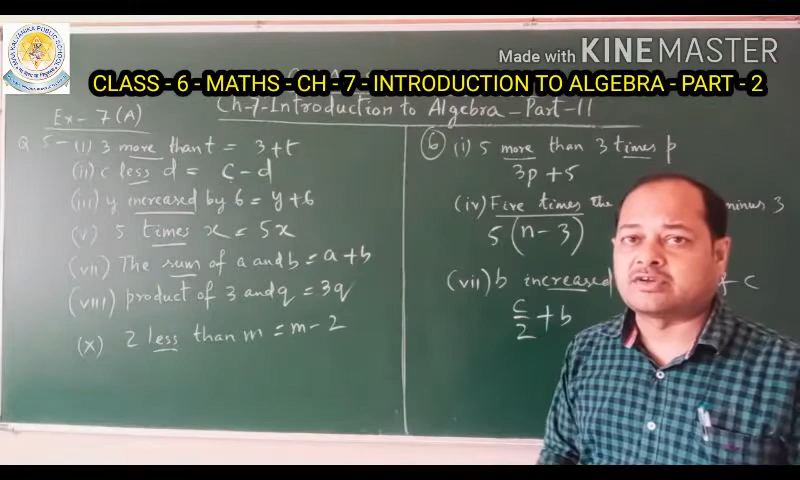 Made with KINEMASTER
CLASS - 6 - MATHS - CH - 7 - INTRODUCTION TO ALGEBRA - PART - 2
Ch-7-Introduction to Algebra - Part-II
Ex- 7(A)
Q 5- (i) 3 more than t = 3+t
(ii) c less d = c-d
(iii) y increased by 6 = y+6
(v) 5 times x = 5x
(vii) The sum of a and b = a+b
(viii) product of 3 and q = 3q
(x) 2 less than m = m-2
6 (i) 5 more than 3 times p
3p+5
(iv) Five times the minus 3
5(n-3)
(vii) b increased c
c/2 + b